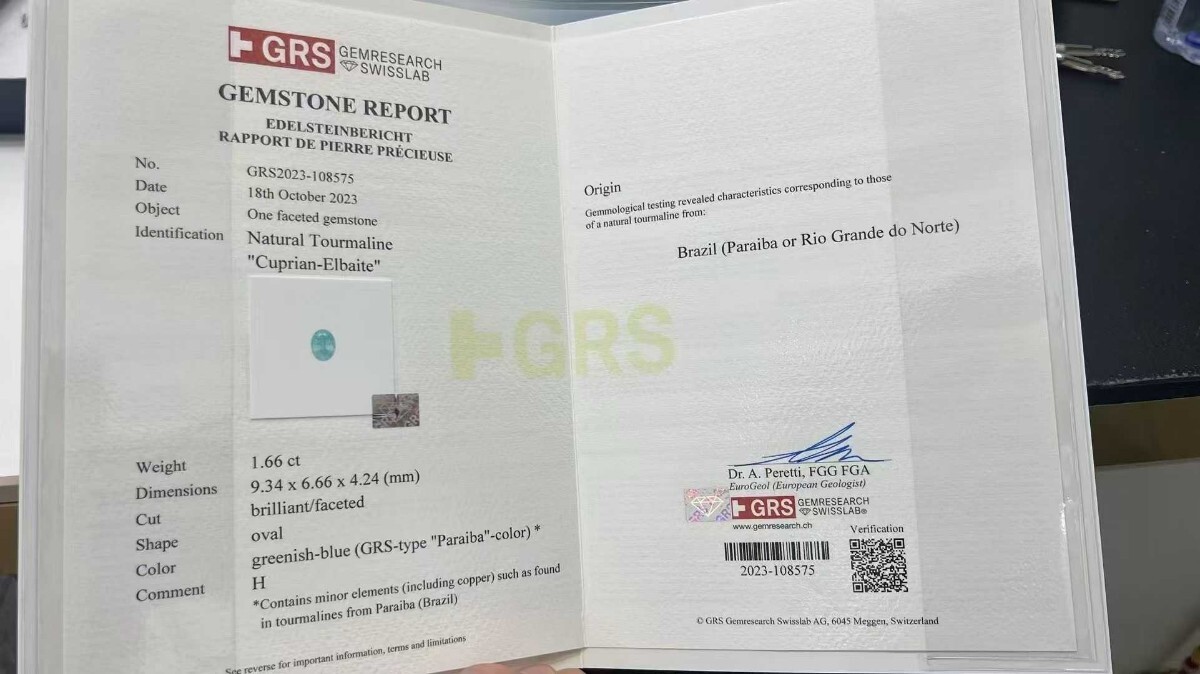 GRS GEMRESEARCH
SWISSLAB
GEMSTONE REPORT
EDELSTEINBERICHT
RAPPORT DE PIERRE PRÉCIEUSE
No. GRS2023-108575
Date 18th October 2023
Object One faceted gemstone
Identification Natural Tourmaline
"Cuprian-Elbaite"
Weight 1.66 ct
Dimensions 9.34 x 6.66 x 4.24 (mm)
Cut brilliant/faceted
Shape oval
Color greenish-blue (GRS-type "Paraiba"-color) *
Comment H
*Contains minor elements (including copper) such as found
in tourmalines from Paraiba (Brazil)
See reverse for important information, terms and limitations
GRS
Origin
Gemmological testing revealed characteristics corresponding to those
of a natural tourmaline from:
Brazil (Paraiba or Rio Grande do Norte)
Dr. A. Peretti, FGG FGA
EuroGeol (European Geologist)
GRS GEMRESEARCH
SWISSLAB®
www.gemresearch.ch
Verification
2023-108575
© GRS Gemresearch Swisslab AG, 6045 Meggen, Switzerland